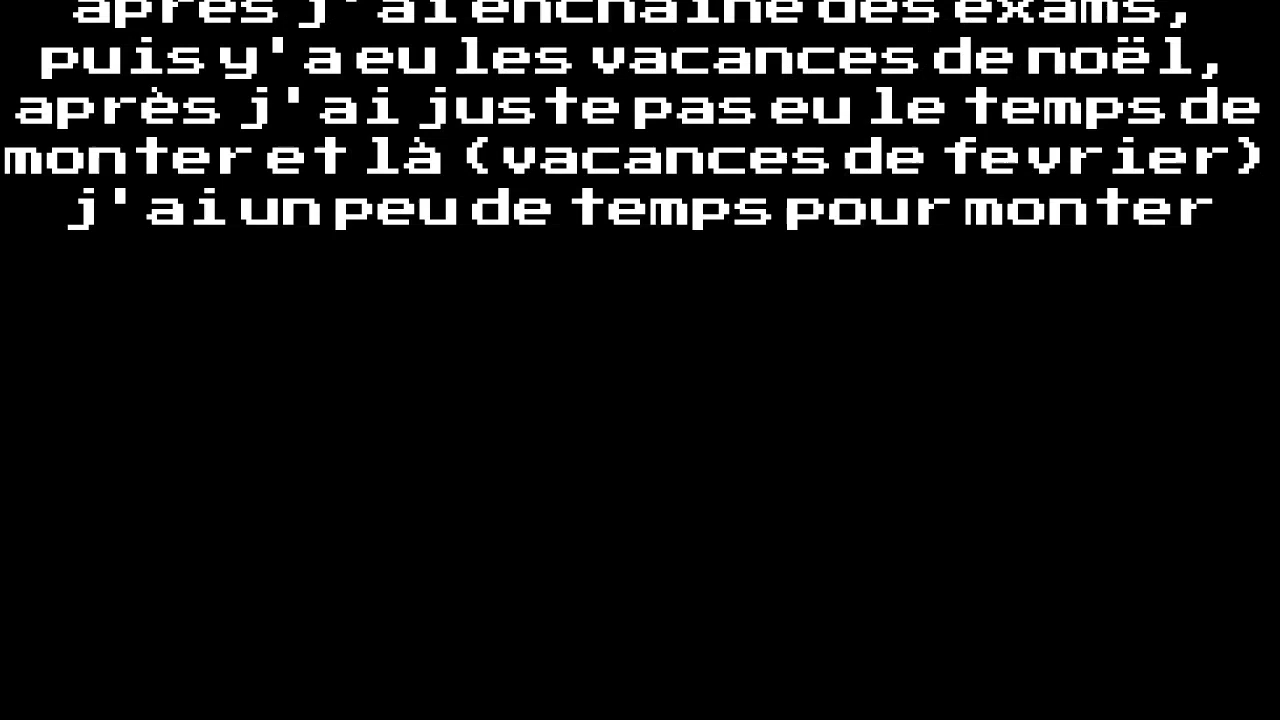 après j'ai enchaîné des exams,
puis y'a eu les vacances de noël,
après j'ai juste pas eu le temps de
monter et là (vacances de fevrier)
j'ai un peu de temps pour monter